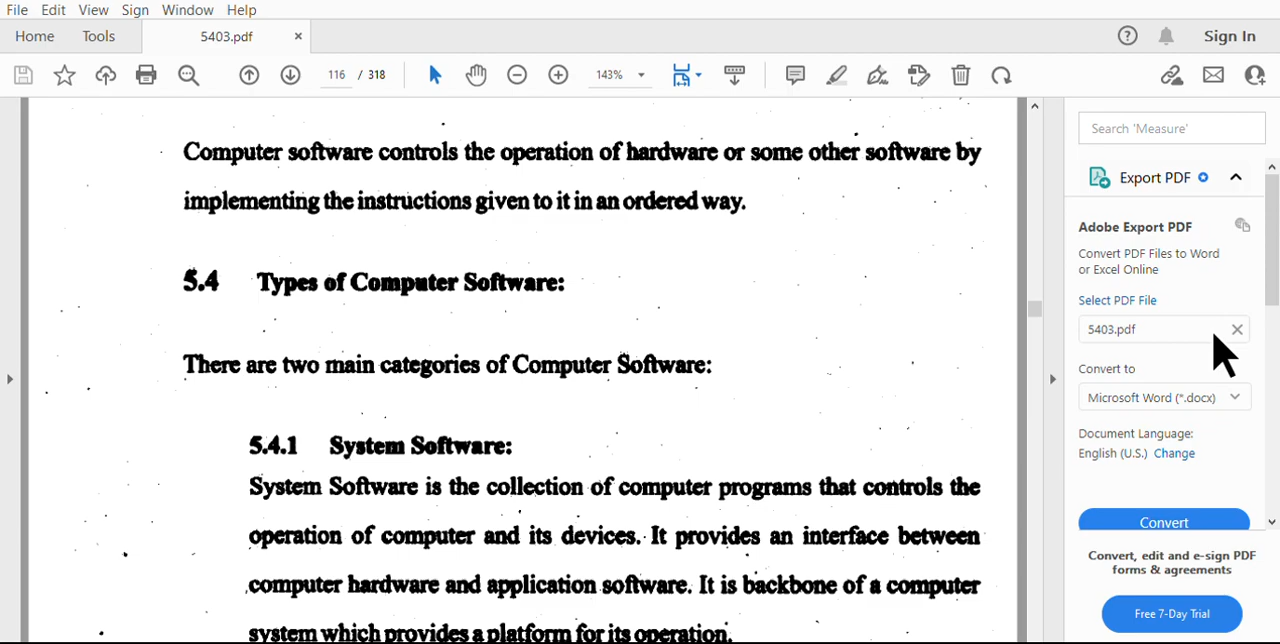 File Edit View Sign Window Help
Home Tools 5403.pdf × Sign In
116 / 318 143%
Computer software controls the operation of hardware or some other software by
implementing the instructions given to it in an ordered way.
5.4 Types of Computer Software:
There are two main categories of Computer Software:
5.4.1 System Software:
System Software is the collection of computer programs that controls the
operation of computer and its devices. It provides an interface between
computer hardware and application software. It is backbone of a computer
system which provides a platform for its operation.
Search 'Measure'
Export PDF
Adobe Export PDF
Convert PDF Files to Word
or Excel Online
Select PDF File
5403.pdf
Convert to
Microsoft Word (*.docx)
Document Language:
English (U.S.) Change
Convert
Convert, edit and e-sign PDF
forms & agreements
Free 7-Day Trial